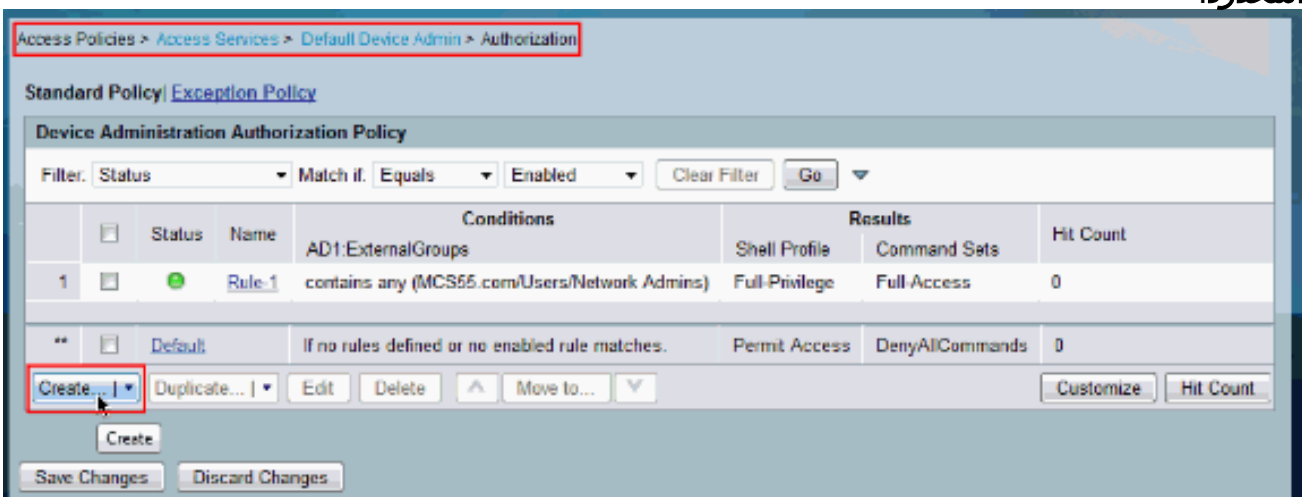 Access Policies > Access Services > Default Device Admin > Authorization
Standard Policy| Exception Policy
Device Administration Authorization Policy
Filter: Status Match if: Equals Enabled Clear Filter Go
Status Name Conditions Results Hit Count
AD1:ExternalGroups Shell Profile Command Sets
1 Rule-1 contains any (MCS55.com/Users/Network Admins) Full-Privilege Full-Access 0
** Default If no rules defined or no enabled rule matches. Permit Access DenyAllCommands 0
Create... | Duplicate... | Edit Delete Move to... Customize Hit Count
Create
Save Changes Discard Changes